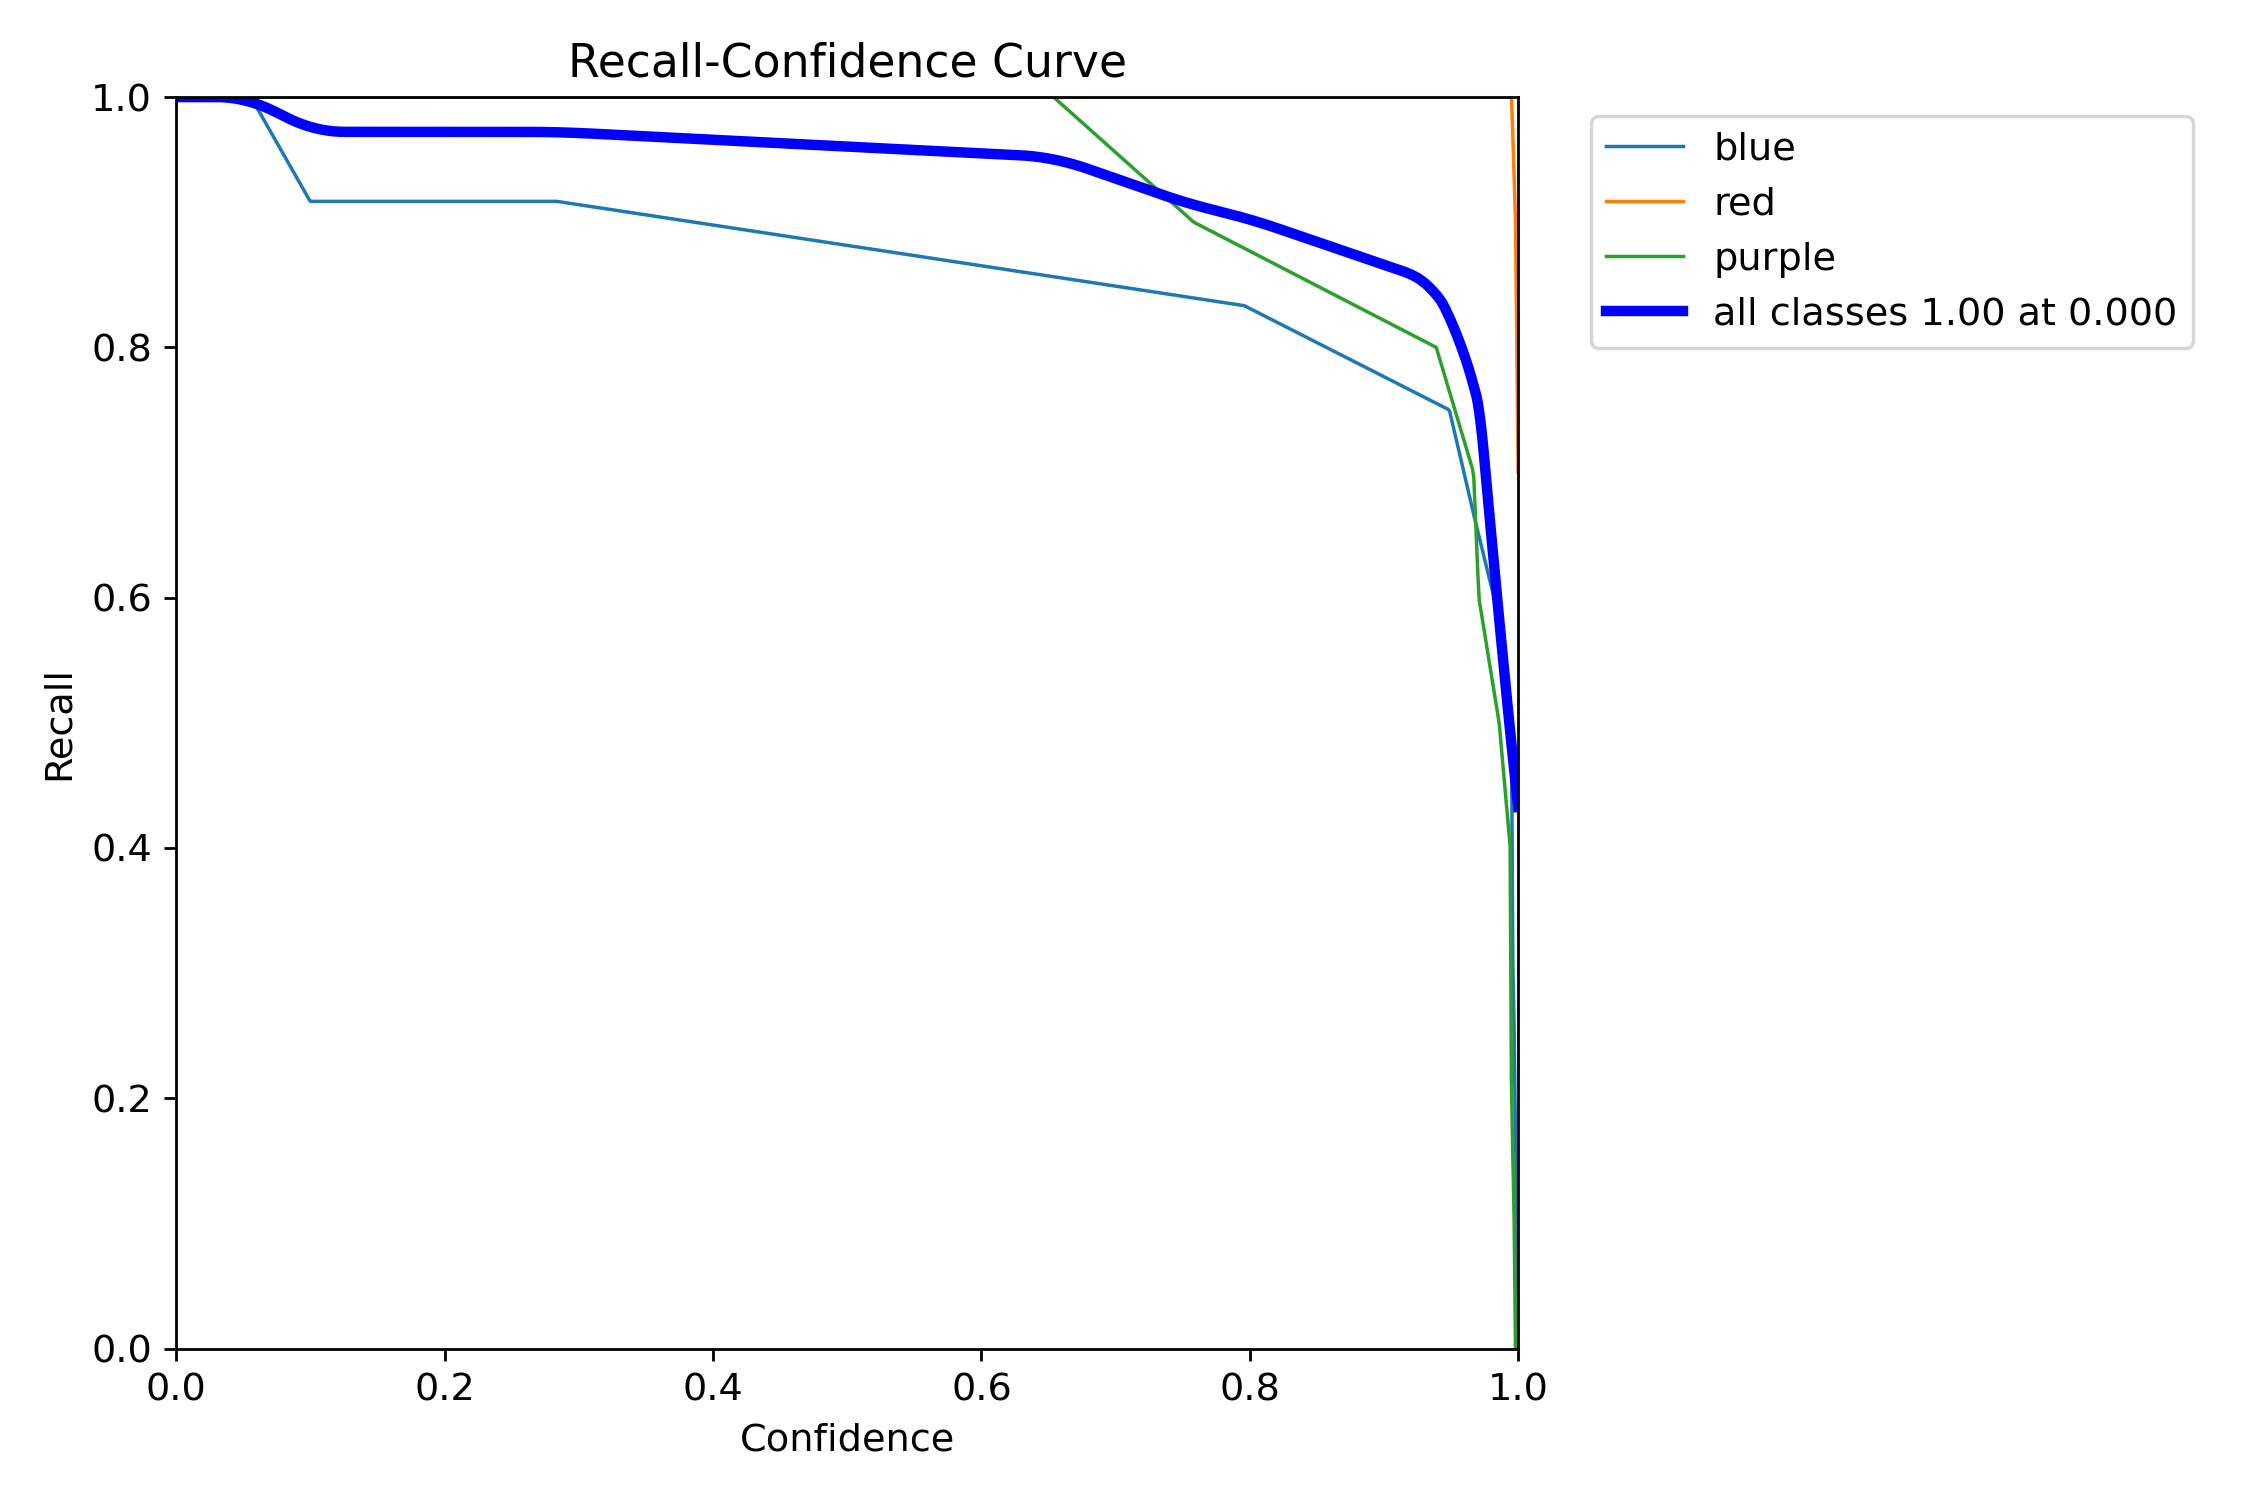 Recall-Confidence Curve
1.0
0.8
0.6
0.4
0.2
0.0
Recall
0.0 0.2 0.4 0.6 0.8 1.0
Confidence
blue
red
purple
all classes 1.00 at 0.000